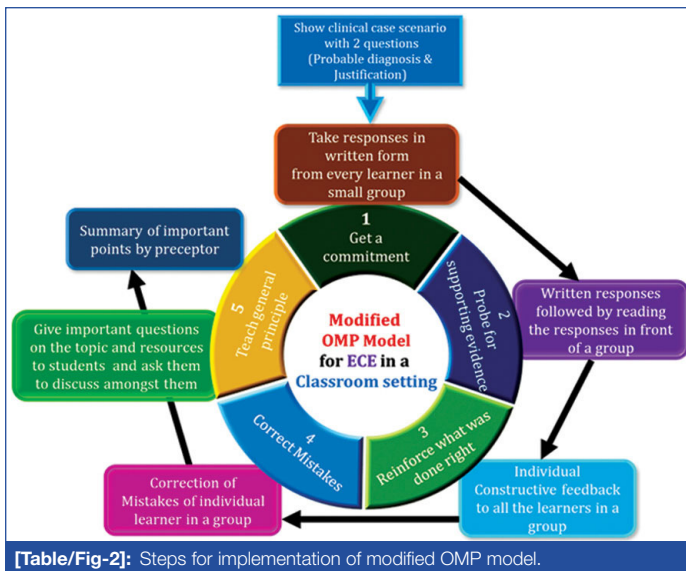 Show clinical case scenario
with 2 questions
(Probable diagnosis &
Justification)
Take responses in
written form
from every learner in a
small group
1
Get a
commitment
2
Probe for
supporting evidence
Written responses
followed by reading
the responses in front
of a group
3
Reinforce what was
done right
Individual
Constructive feedback
to all the learners in a
group
4
Correct Mistakes
Correction of
Mistakes of individual
learner in a group
5
Teach general
principle
Give important questions
on the topic and resources
to students and ask them
to discuss amongst them
Summary of important
points by preceptor
Modified
OMP Model
for ECE in a
Classroom setting
[Table/Fig-2]: Steps for implementation of modified OMP model.